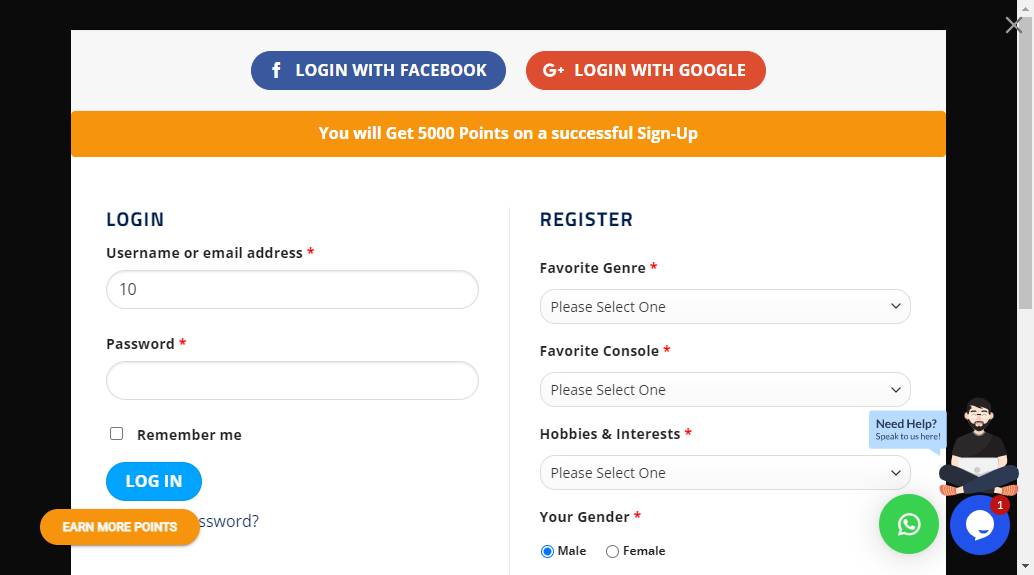 LOGIN WITH FACEBOOK
G+ LOGIN WITH GOOGLE
You will Get 5000 Points on a successful Sign-Up
LOGIN
Username or email address *
10
Password *
Remember me
LOG IN
ssword?
EARN MORE POINTS
REGISTER
Favorite Genre *
Please Select One
Favorite Console *
Please Select One
Hobbies & Interests *
Please Select One
Your Gender *
Male
Female
Need Help?
Speak to us here!
1